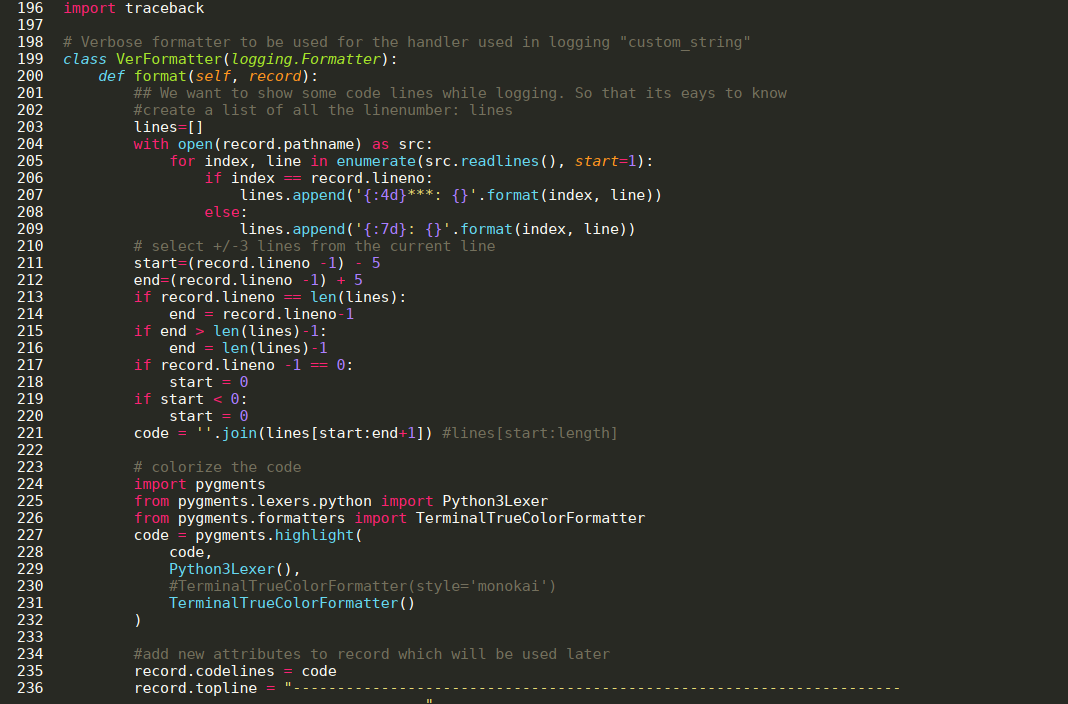 196 import traceback
197
198 # Verbose formatter to be used for the handler used in logging "custom_string"
199 class VerFormatter(logging.Formatter):
200     def format(self, record):
201         ## We want to show some code lines while logging. So that its eays to know
202         #create a list of all the linenumber: lines
203         lines=[]
204         with open(record.pathname) as src:
205             for index, line in enumerate(src.readlines(), start=1):
206                 if index == record.lineno:
207                     lines.append('{:4d}***: {}'.format(index, line))
208                 else:
209                     lines.append('{:7d}: {}'.format(index, line))
210         # select +/-3 lines from the current line
211         start=(record.lineno -1) - 5
212         end=(record.lineno -1) + 5
213         if record.lineno == len(lines):
214             end = record.lineno-1
215         if end > len(lines)-1:
216             end = len(lines)-1
217         if record.lineno -1 == 0:
218             start = 0
219         if start < 0:
220             start = 0
221         code = ''.join(lines[start:end+1]) #lines[start:length]
222
223         # colorize the code
224         import pygments
225         from pygments.lexers.python import Python3Lexer
226         from pygments.formatters import TerminalTrueColorFormatter
227         code = pygments.highlight(
228             code,
229             Python3Lexer(),
230             #TerminalTrueColorFormatter(style='monokai')
231             TerminalTrueColorFormatter()
232         )
233
234         #add new attributes to record which will be used later
235         record.codelines = code
236         record.topline = "---------------------------------------------------------------------
"